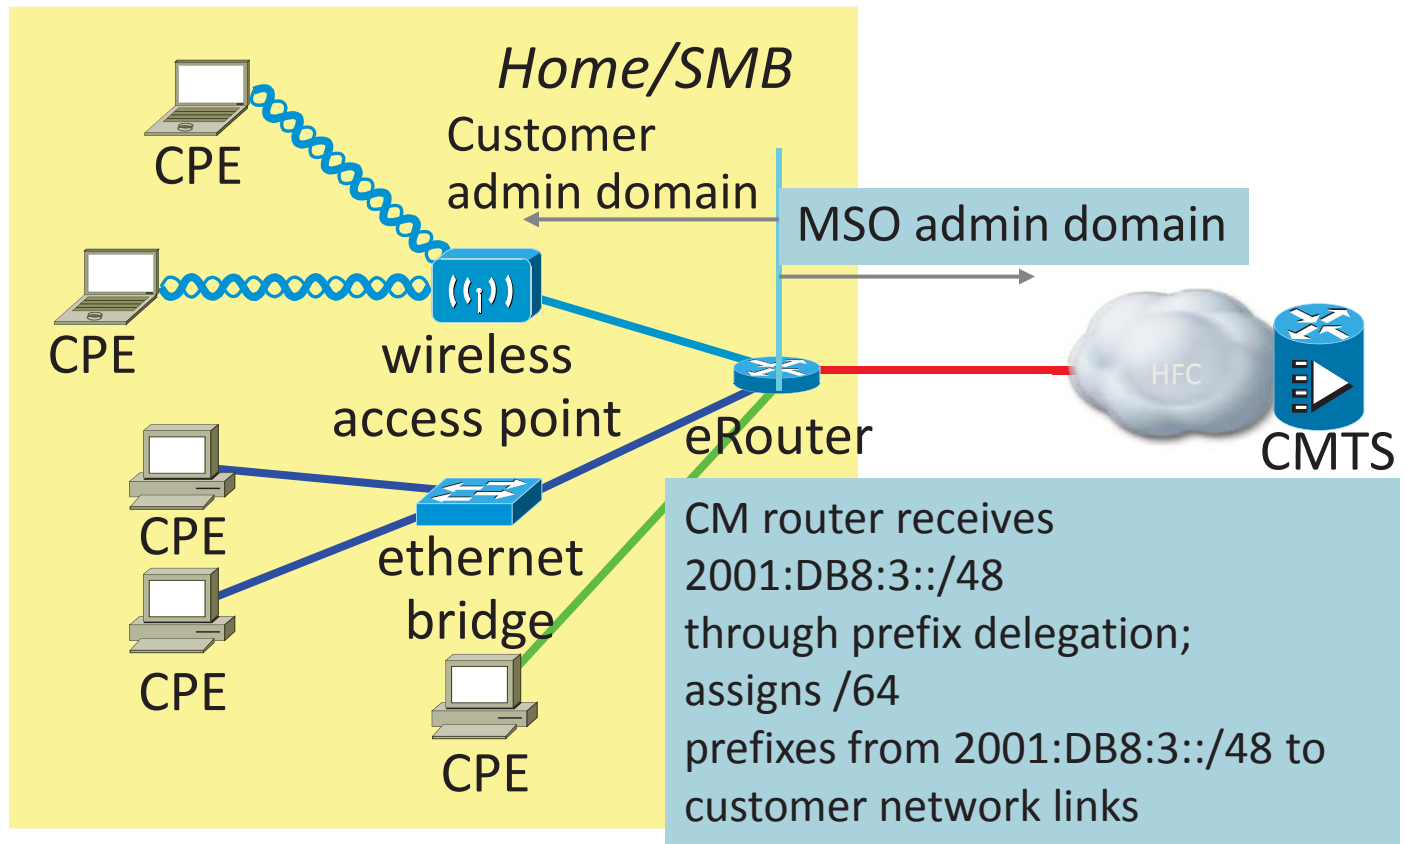 Home/SMB
Customer
admin domain
MSO admin domain
CPE
CPE
wireless
access point
HFC
eRouter
CMTS
CPE
ethernet
bridge
CPE
CPE
CM router receives
2001:DB8:3::/48
through prefix delegation;
assigns /64
prefixes from 2001:DB8:3::/48 to
customer network links